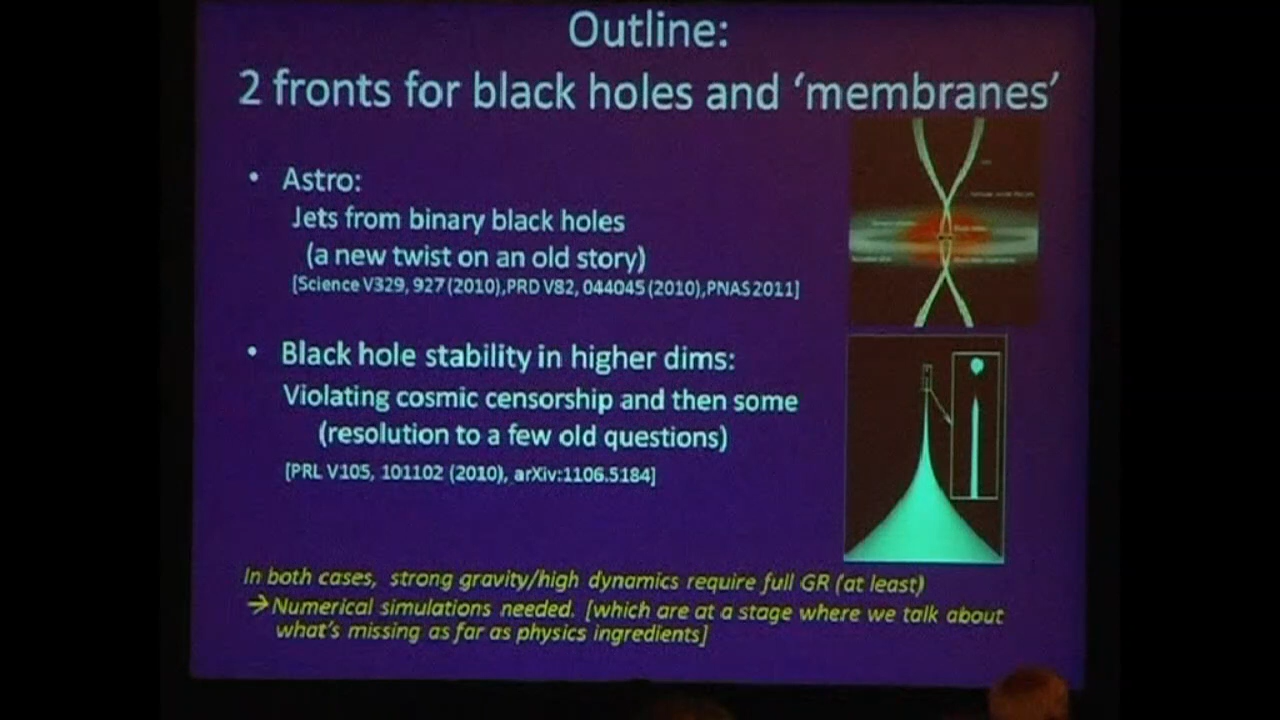 Outline:
2 fronts for black holes and ‘membranes’
• Astro:
Jets from binary black holes
(a new twist on an old story)
[Science V329, 927 (2010),PRD V82, 044045 (2010),PNAS 2011]
• Black hole stability in higher dims:
Violating cosmic censorship and then some
(resolution to a few old questions)
[PRL V105, 101102 (2010), arXiv:1106.5184]
In both cases, strong gravity/high dynamics require full GR (at least)
→Numerical simulations needed. [which are at a stage where we talk about
what's missing as far as physics ingredients]